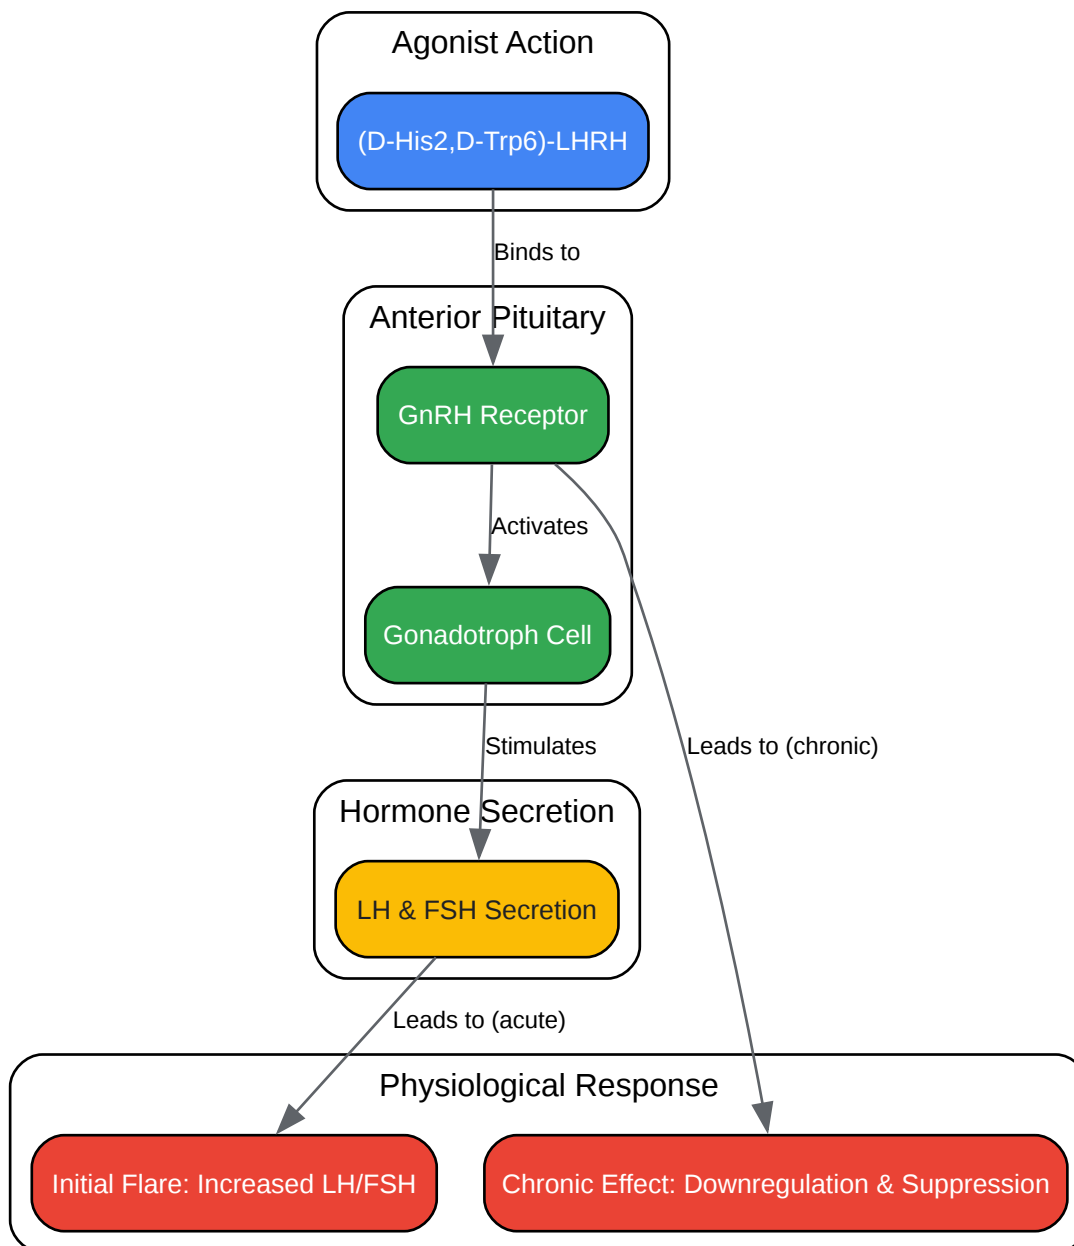 Agonist Action
(D-His2,D-Trp6)-LHRH
Binds to
Anterior Pituitary
GnRH Receptor
Activates
Gonadotroph Cell
Stimulates
Leads to (chronic)
Hormone Secretion
LH & FSH Secretion
Leads to (acute)
Physiological Response
Initial Flare: Increased LH/FSH
Chronic Effect: Downregulation & Suppression